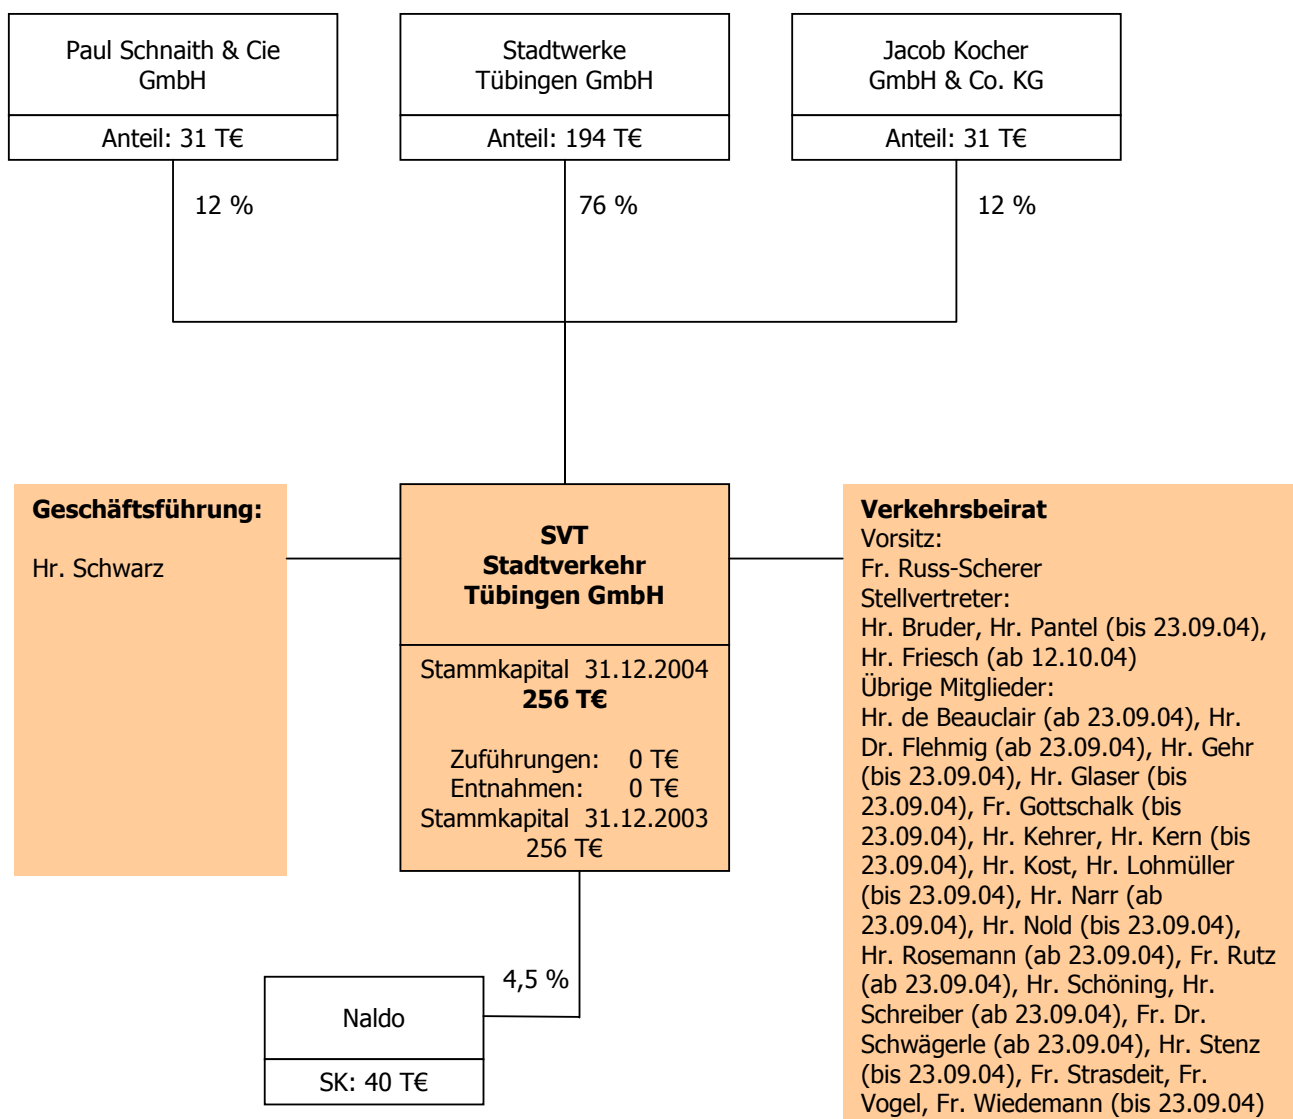 Paul Schnaith & Cie
GmbH
Anteil: 31 T€
Stadtwerke
Tübingen GmbH
Anteil: 194 T€
Jacob Kocher
GmbH & Co. KG
Anteil: 31 T€
12 %
76 %
12 %
Geschäftsführung:
Hr. Schwarz
SVT
Stadtverkehr
Tübingen GmbH
Stammkapital 31.12.2004
256 T€
Zuführungen: 0 T€
Entnahmen: 0 T€
Stammkapital 31.12.2003
256 T€
Verkehrsbeirat
Vorsitz:
Fr. Russ-Scherer
Stellvertreter:
Hr. Bruder, Hr. Pantel (bis 23.09.04),
Hr. Friesch (ab 12.10.04)
Übrige Mitglieder:
Hr. de Beauclair (ab 23.09.04), Hr.
Dr. Flehmig (ab 23.09.04), Hr. Gehr
(bis 23.09.04), Hr. Glaser (bis
23.09.04), Fr. Gottschalk (bis
23.09.04), Hr. Kehrer, Hr. Kern (bis
23.09.04), Hr. Kost, Hr. Lohmüller
(bis 23.09.04), Hr. Narr (ab
23.09.04), Hr. Nold (bis 23.09.04),
Hr. Rosemann (ab 23.09.04), Fr. Rutz
(ab 23.09.04), Hr. Schöning, Hr.
Schreiber (ab 23.09.04), Fr. Dr.
Schwägerle (ab 23.09.04), Hr. Stenz
(bis 23.09.04), Fr. Strasdeit, Fr.
Vogel, Fr. Wiedemann (bis 23.09.04)
4,5 %
Naldo
SK: 40 T€